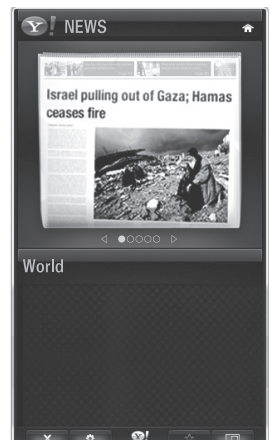 Y! NEWS
Israel pulling out of Gaza; Hamas
ceases fire
World
Y!